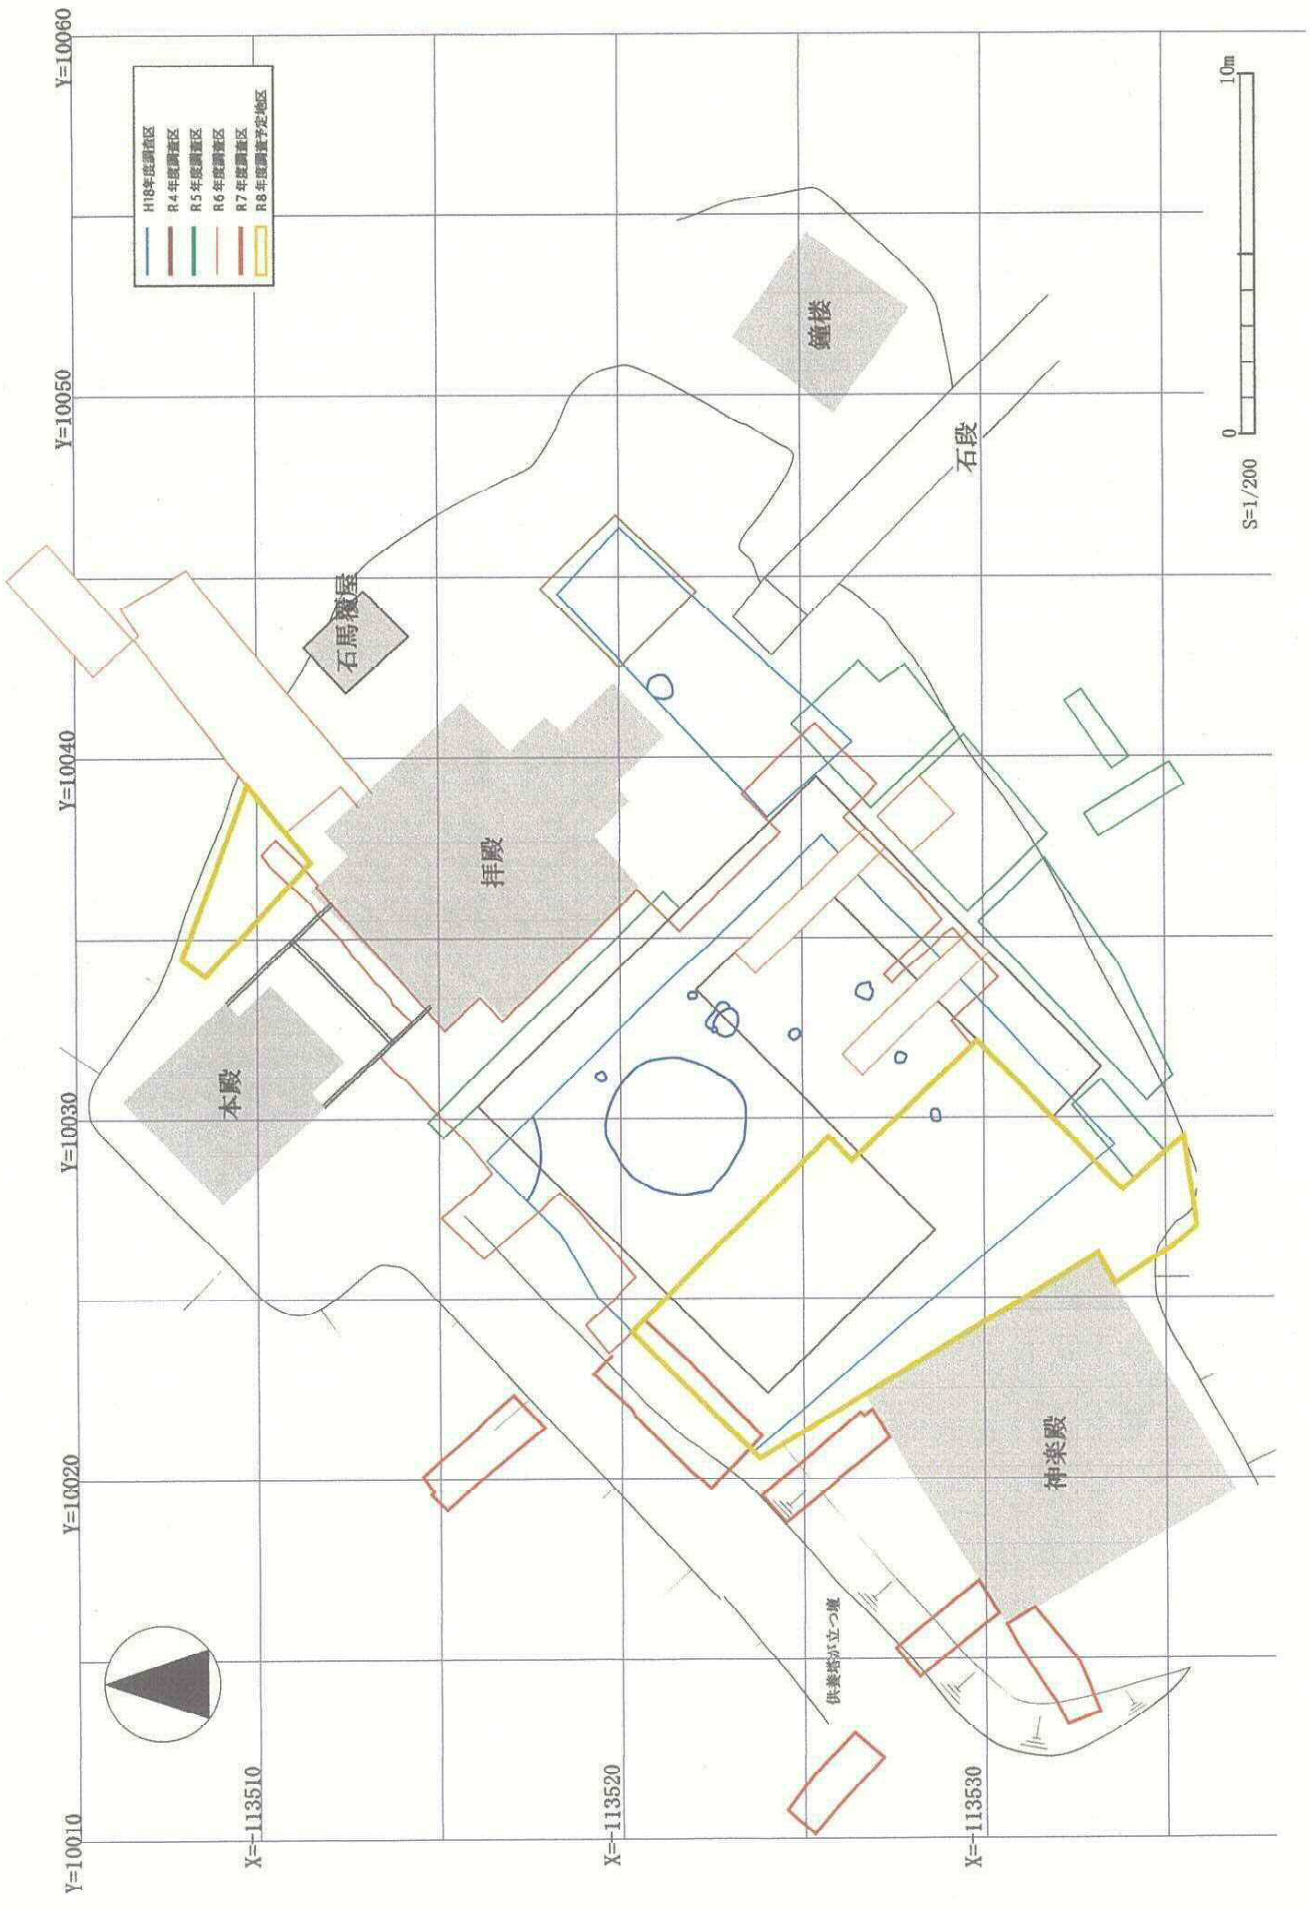 Y=10010
Y=10020
Y=10030
Y=10040
Y=10050
Y=10060
X=-113510
X=-113520
X=-113530
H18年度調査区
R4年度調査区
R5年度調査区
R6年度調査区
R7年度調査区
R8年度調査予定地区
本殿
拝殿
石馬覆屋
鐘楼
石段
神楽殿
供養塔が立つ壇
0
10m
S=1/200